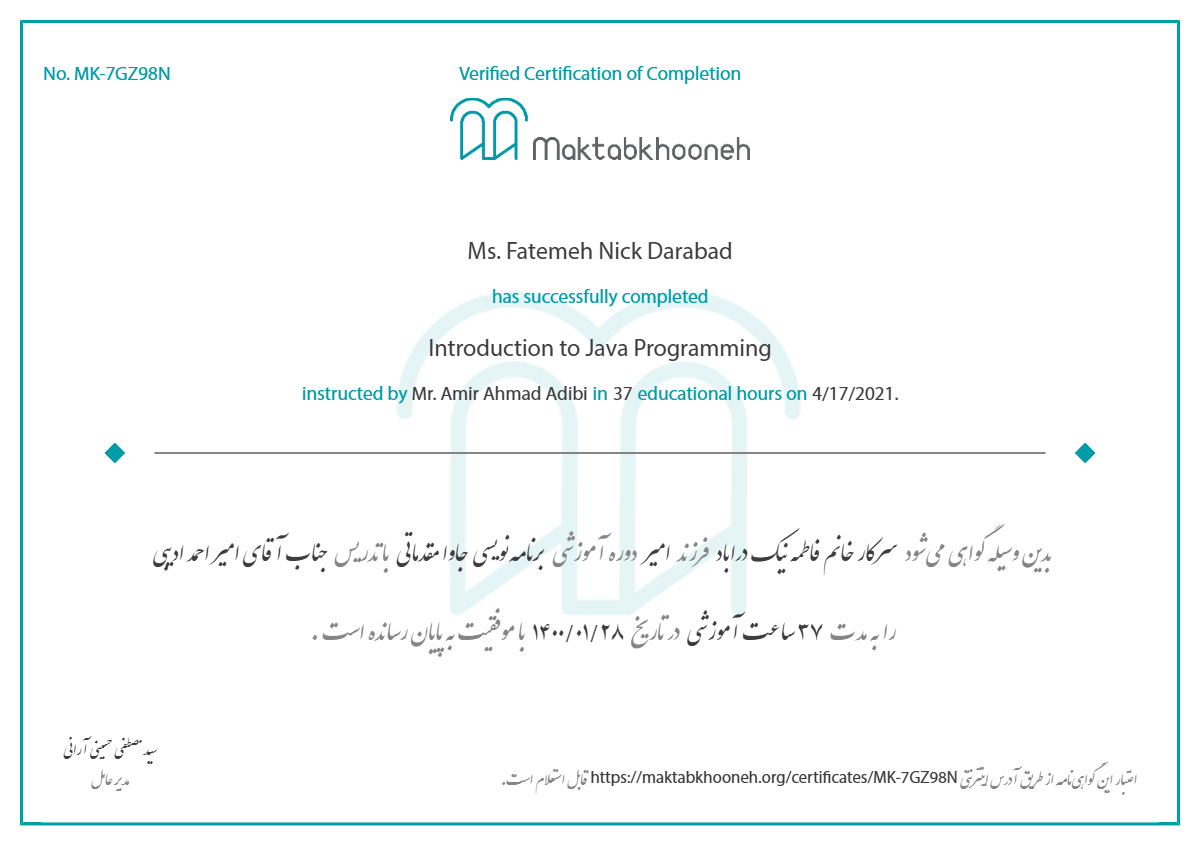 No. MK-7GZ98N
Verified Certification of Completion
Maktabkhooneh
Ms. Fatemeh Nick Darabad
has successfully completed
Introduction to Java Programming
instructed by Mr. Amir Ahmad Adibi in 37 educational hours on 4/17/2021.
بدین وسیله گواهی می‌شود سرکار خانم فاطمه نیک دراباد فرزند امیر دوره آموزشی برنامه‌نویسی جاوا مقدماتی با تدریس جناب آقای امیر احمد ادیبی
را به مدت ۳۷ ساعت آموزشی در تاریخ ۱۴۰۰/۰۱/۲۸ با موفقیت به پایان رسانده است .
سید مصطفی حسینی آرانی
مدیر عامل
اعتبار این گواهی‌نامه از طریق آدرس اینترنتی https://maktabkhooneh.org/certificates/MK-7GZ98N قابل استعلام است.